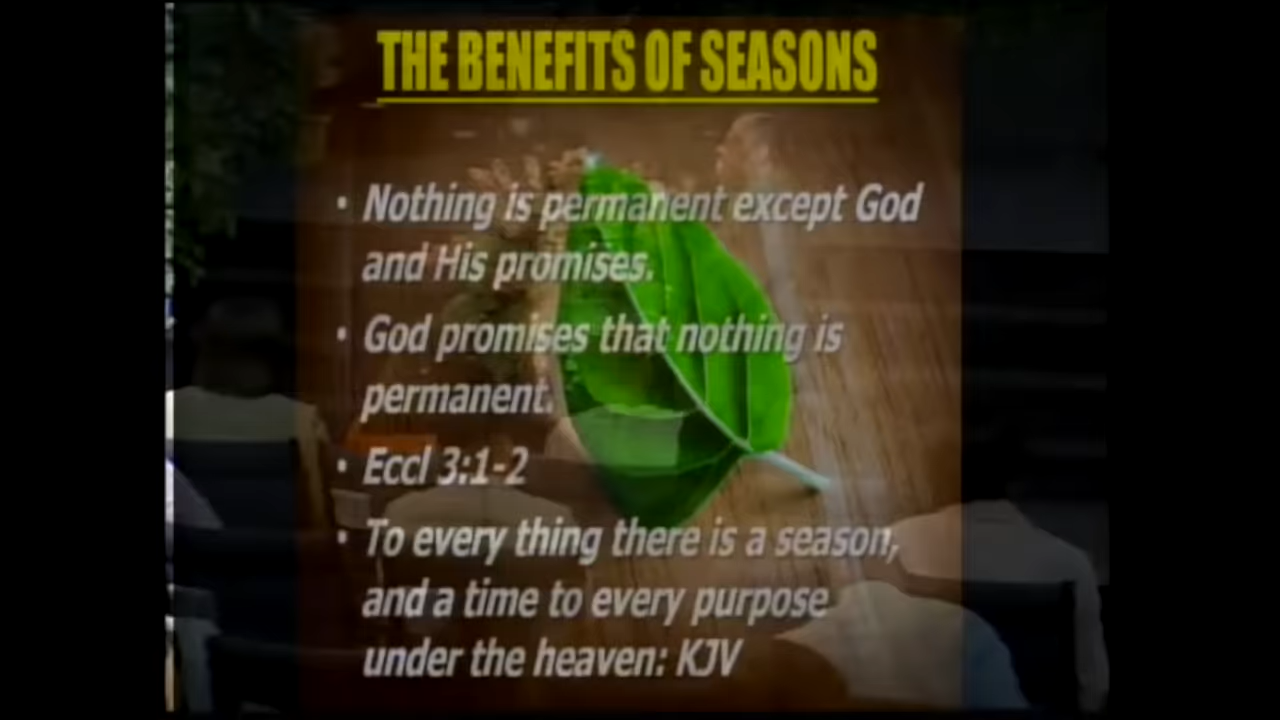 THE BENEFITS OF SEASONS
• Nothing is permanent except God
and His promises.
• God promises that nothing is
permanent.
• Eccl 3:1-2
• To every thing there is a season,
and a time to every purpose
under the heaven: KJV